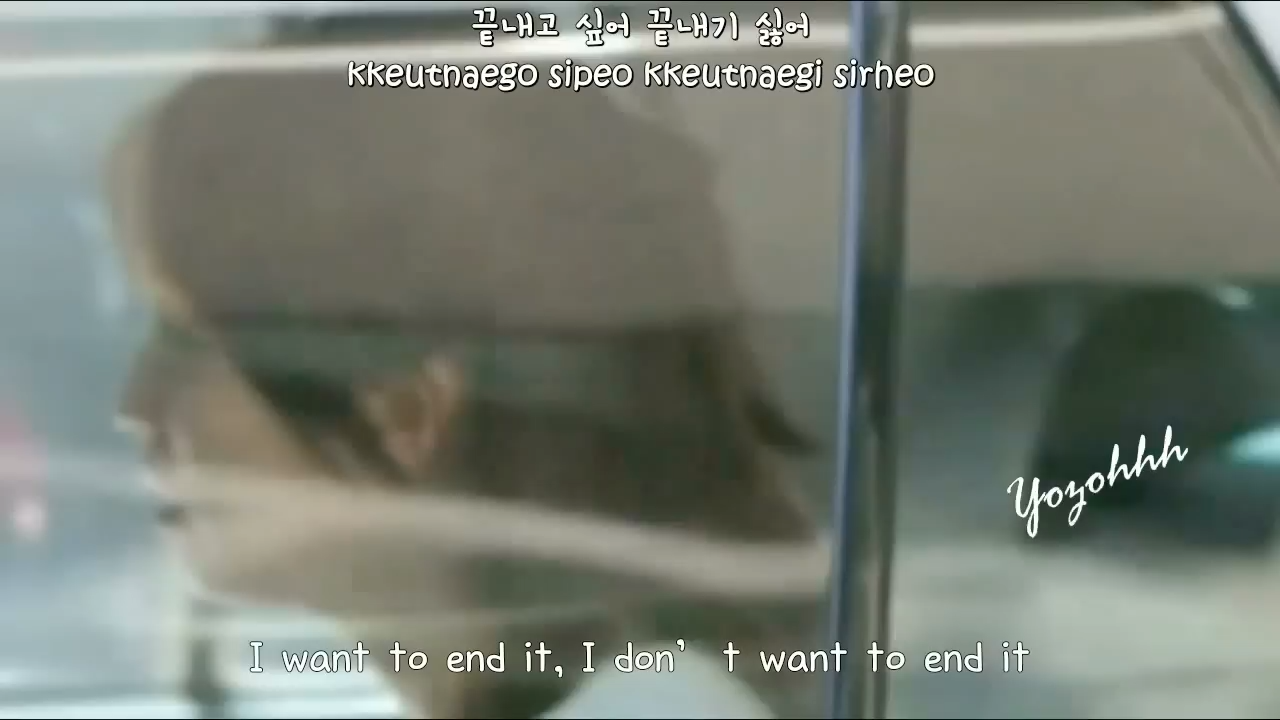 끝내고 싶어 끝내기 싫어
kkeutnaego sipeo kkeutnaegi sirheo
Yozohhh
I want to end it, I don’t want to end it